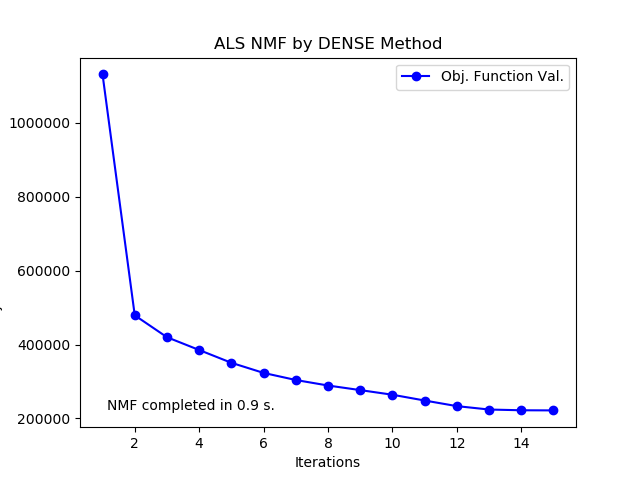 ALS NMF by DENSE Method
Obj. Function Val.
1000000
800000
600000
400000
200000
NMF completed in 0.9 s.
2 4 6 8 10 12 14
Iterations